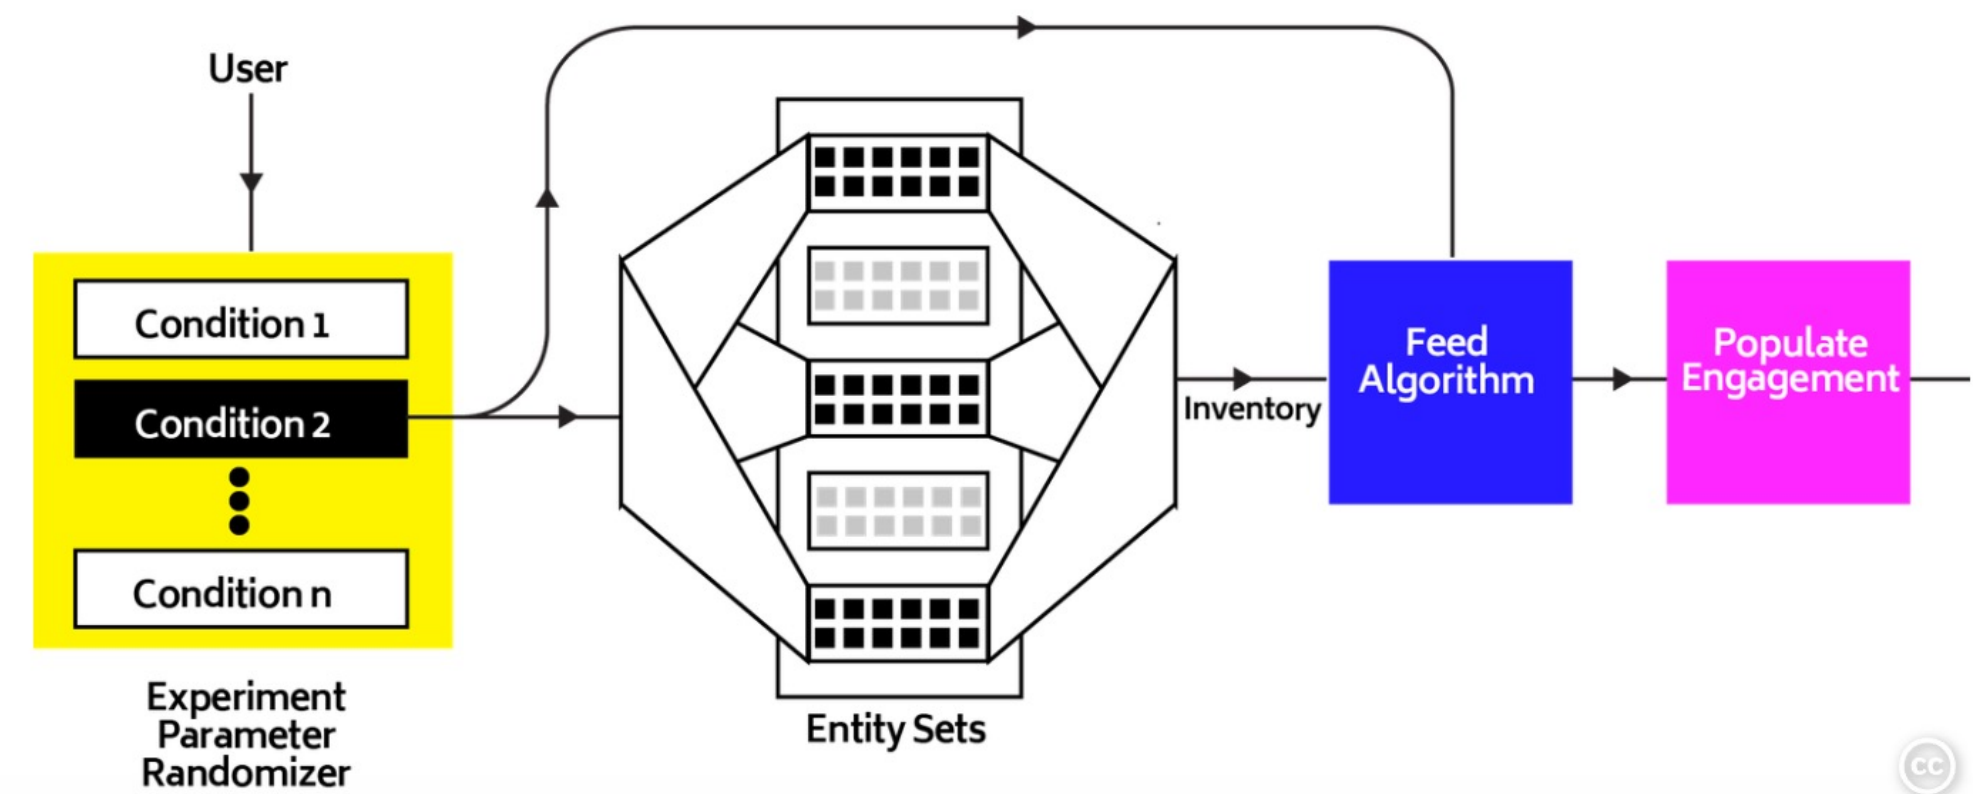 User
Condition 1
Condition 2
Condition n
Experiment
Parameter
Randomizer
Entity Sets
Inventory
Feed
Algorithm
Populate
Engagement
cc